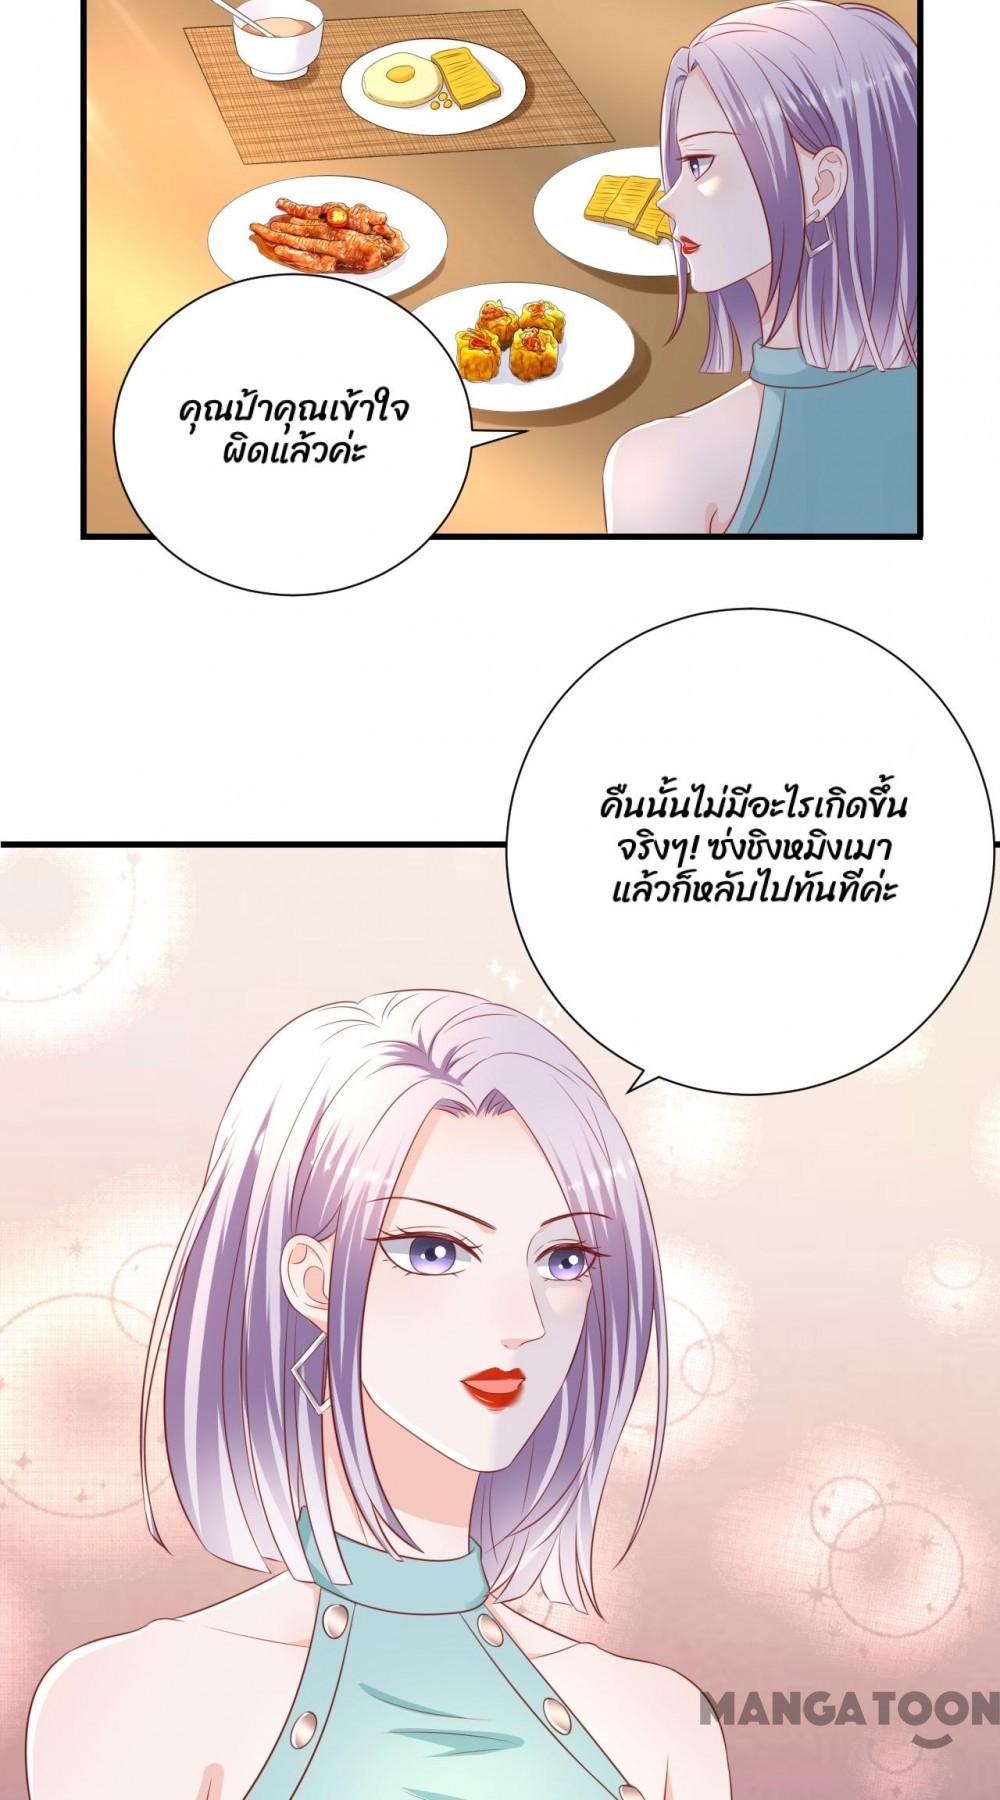 คุณป้าคุณเข้าใจ
ผิดแล้วค่ะ
คืนนั้นไม่มีอะไรเกิดขึ้น
จริงๆ! ซ่งชิงหมิงเมา
แล้วก็หลับไปทันทีค่ะ
MANGATOON